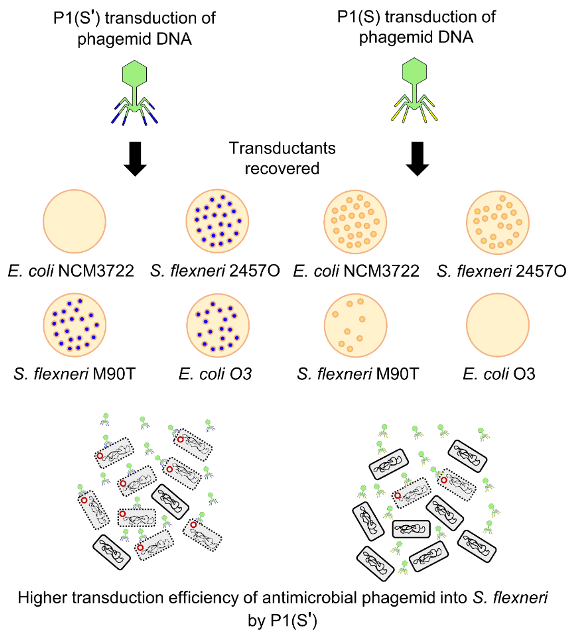 P1(S') transduction of
phagemid DNA
P1(S) transduction of
phagemid DNA
Transductants
recovered
E. coli NCM3722
S. flexneri 2457O
E. coli NCM3722
S. flexneri 2457O
S. flexneri M90T
E. coli O3
S. flexneri M90T
E. coli O3
Higher transduction efficiency of antimicrobial phagemid into S. flexneri
by P1(S')